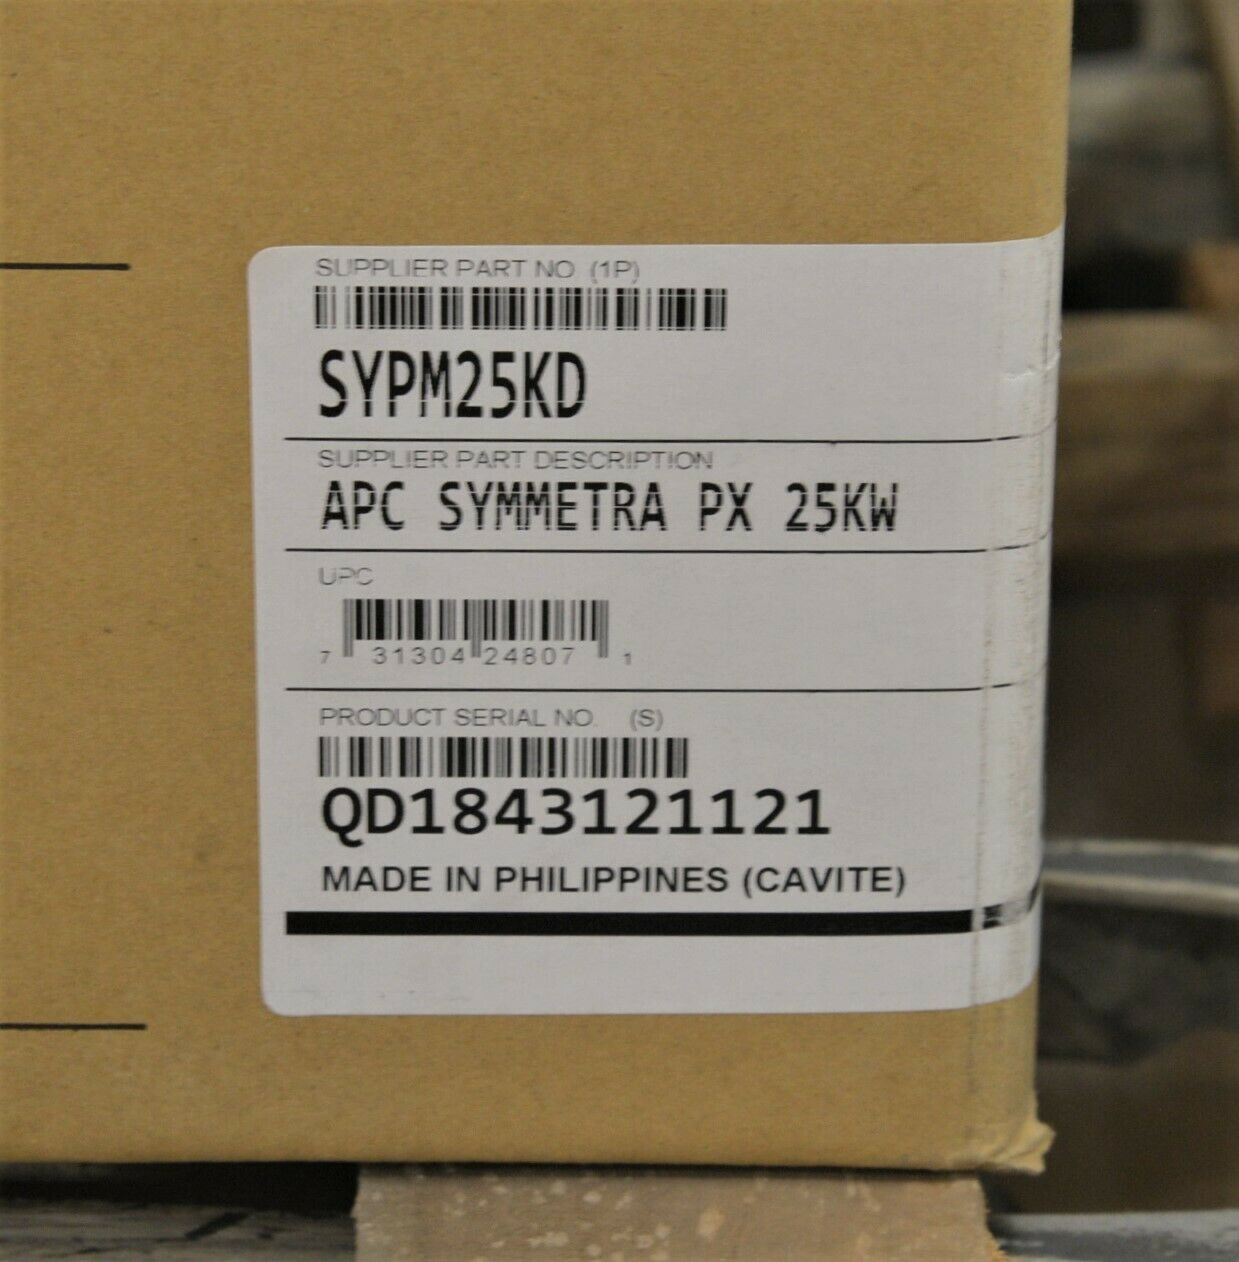 SUPPLIER PART NO (1P)
SYPM25KD
SUPPLIER PART DESCRIPTION
APC SYMMETRA PX 25KW
UPC
7 31304 24807 1
PRODUCT SERIAL NO. (S)
QD1843121121
MADE IN PHILIPPINES (CAVITE)